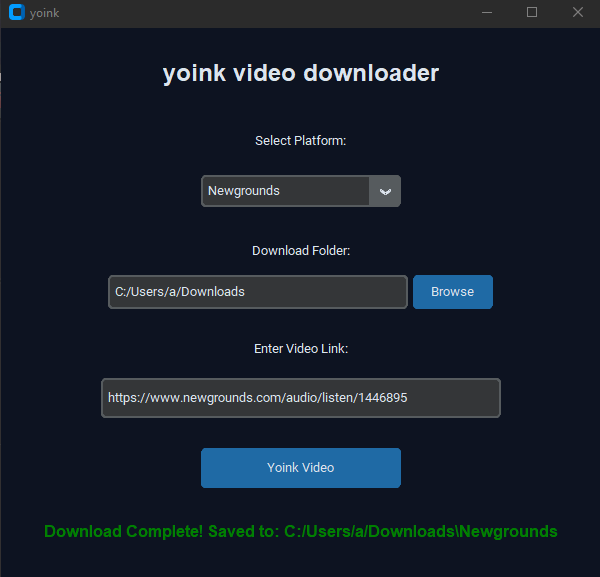 yoink
yoink video downloader
Select Platform:
Newgrounds
Download Folder:
C:/Users/a/Downloads
Browse
Enter Video Link:
https://www.newgrounds.com/audio/listen/1446895
Yoink Video
Download Complete! Saved to: C:/Users/a/Downloads\Newgrounds